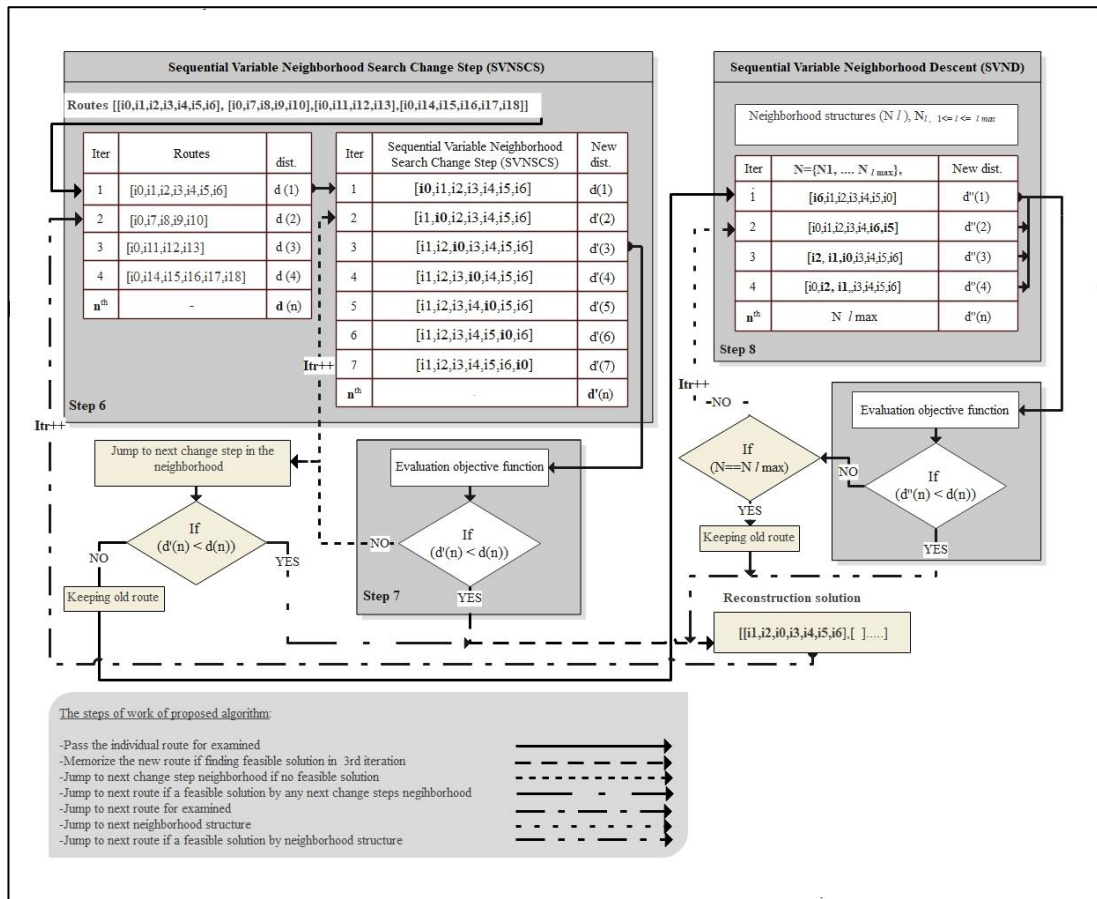 Sequential Variable Neighborhood Search Change Step (SVNSCS)
Routes [[i0,i1,i2,i3,i4,i5,i6], [i0,i7,i8,i9,i10],[i0,i11,i12,i13],[i0,i14,i15,i16,i17,i18]]
Iter Routes dist.
1 [i0,i1,i2,i3,i4,i5,i6] d (1)
2 [i0,i7,i8,i9,i10] d (2)
3 [i0,i11,i12,i13] d (3)
4 [i0,i14,i15,i16,i17,i18] d (4)
nth - d (n)
Iter Sequential Variable Neighborhood Search Change Step (SVNSCS) New dist.
1 [i0,i1,i2,i3,i4,i5,i6] d(1)
2 [i1,i0,i2,i3,i4,i5,i6] d'(2)
3 [i1,i2,i0,i3,i4,i5,i6] d'(3)
4 [i1,i2,i3,i0,i4,i5,i6] d'(4)
5 [i1,i2,i3,i4,i0,i5,i6] d'(5)
6 [i1,i2,i3,i4,i5,i0,i6] d'(6)
7 [i1,i2,i3,i4,i5,i6,i0] d'(7)
nth - d'(n)
Step 6
Itr++
Itr++
Sequential Variable Neighborhood Descent (SVND)
Neighborhood structures (N l ), N l , 1<= l <= l max
Iter N={N1, .... N l max}, New dist.
1 [i6,i1,i2,i3,i4,i5,i0] d"(1)
2 [i0,i1,i2,i3,i4,i6,i5] d"(2)
3 [i2, i1,i0,i3,i4,i5,i6] d"(3)
4 [i0,i2, i1,,i3,i4,i5,i6] d"(4)
nth N l max d"(n)
Step 8
Itr++
Jump to next change step in the
neighborhood
If
(d'(n) < d(n))
NO
YES
Keeping old route
Evaluation objective function
If
(d'(n) < d(n))
NO
YES
Step 7
Evaluation objective function
If
(d"(n) < d(n))
NO
YES
NO
If
(N==N l max)
YES
Keeping old route
Reconstruction solution
[[i1,i2,i0,i3,i4,i5,i6],[ ].....]
The steps of work of proposed algorithm:
-Pass the individual route for examined
-Memorize the new route if finding feasible solution in 3rd iteration
-Jump to next change step neighborhood if no feasible solution
-Jump to next route if a feasible solution by any next change steps negihborhood
-Jump to next route for examined
-Jump to next neighborhood structure
-Jump to next route if a feasible solution by neighborhood structure